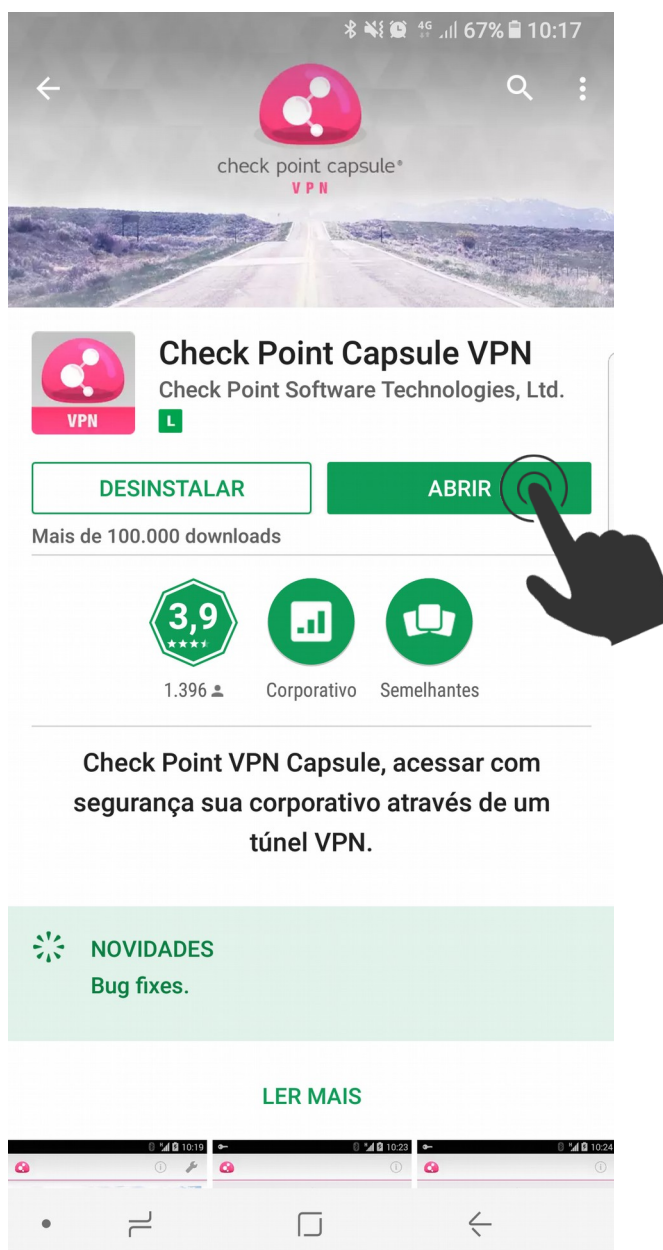 4G 67% 10:17
check point capsule®
VPN
Check Point Capsule VPN
Check Point Software Technologies, Ltd.
VPN
L
DESINSTALAR
ABRIR
Mais de 100.000 downloads
3,9
1.396
Corporativo
Semelhantes
Check Point VPN Capsule, acessar com
segurança sua corporativo através de um
túnel VPN.
NOVIDADES
Bug fixes.
LER MAIS
10:19
10:23
10:24